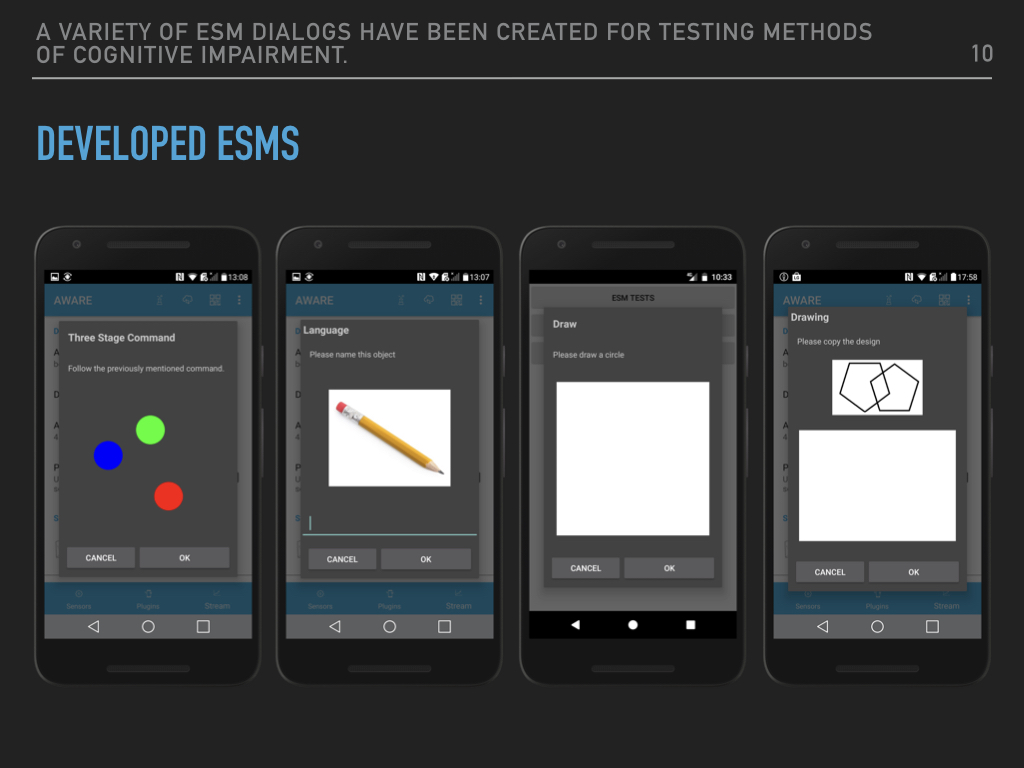 A VARIETY OF ESM DIALOGS HAVE BEEN CREATED FOR TESTING METHODS
OF COGNITIVE IMPAIRMENT.
10
DEVELOPED ESMS
13:08
AWARE
Three Stage Command
Follow the previously mentioned command.
CANCEL
OK
Sensors
Plugins
Stream
13:07
AWARE
Language
Please name this object
CANCEL
OK
Sensors
Plugins
Stream
10:33
ESM TESTS
Draw
Please draw a circle
CANCEL
OK
17:58
AWARE
Drawing
Please copy the design
CANCEL
OK
Sensors
Plugins
Stream